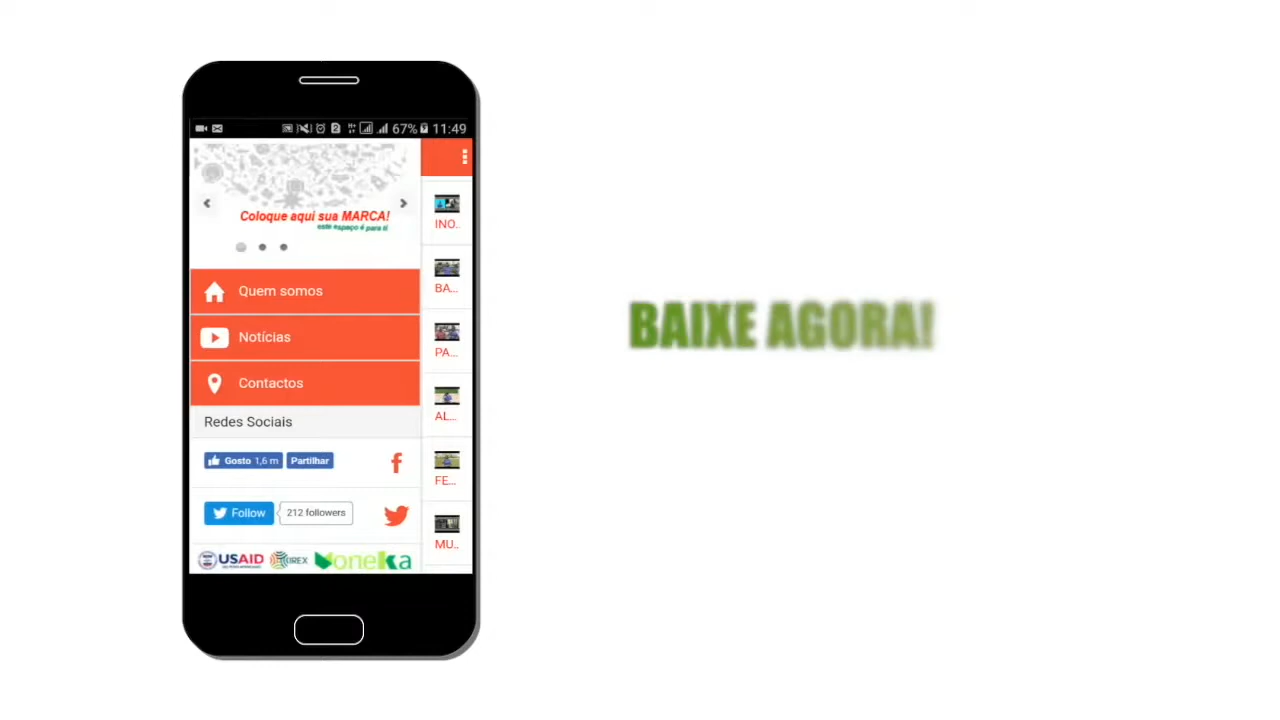 67% 11:49
Coloque aqui sua MARCA!
este espaço é para ti
INO..
Quem somos
BA...
Notícias
PA...
Contactos
AL...
Redes Sociais
Gosto 1,6 m Partilhar
FE...
Follow 212 followers
MU..
USAID IREX Voneka
BAIXE AGORA!